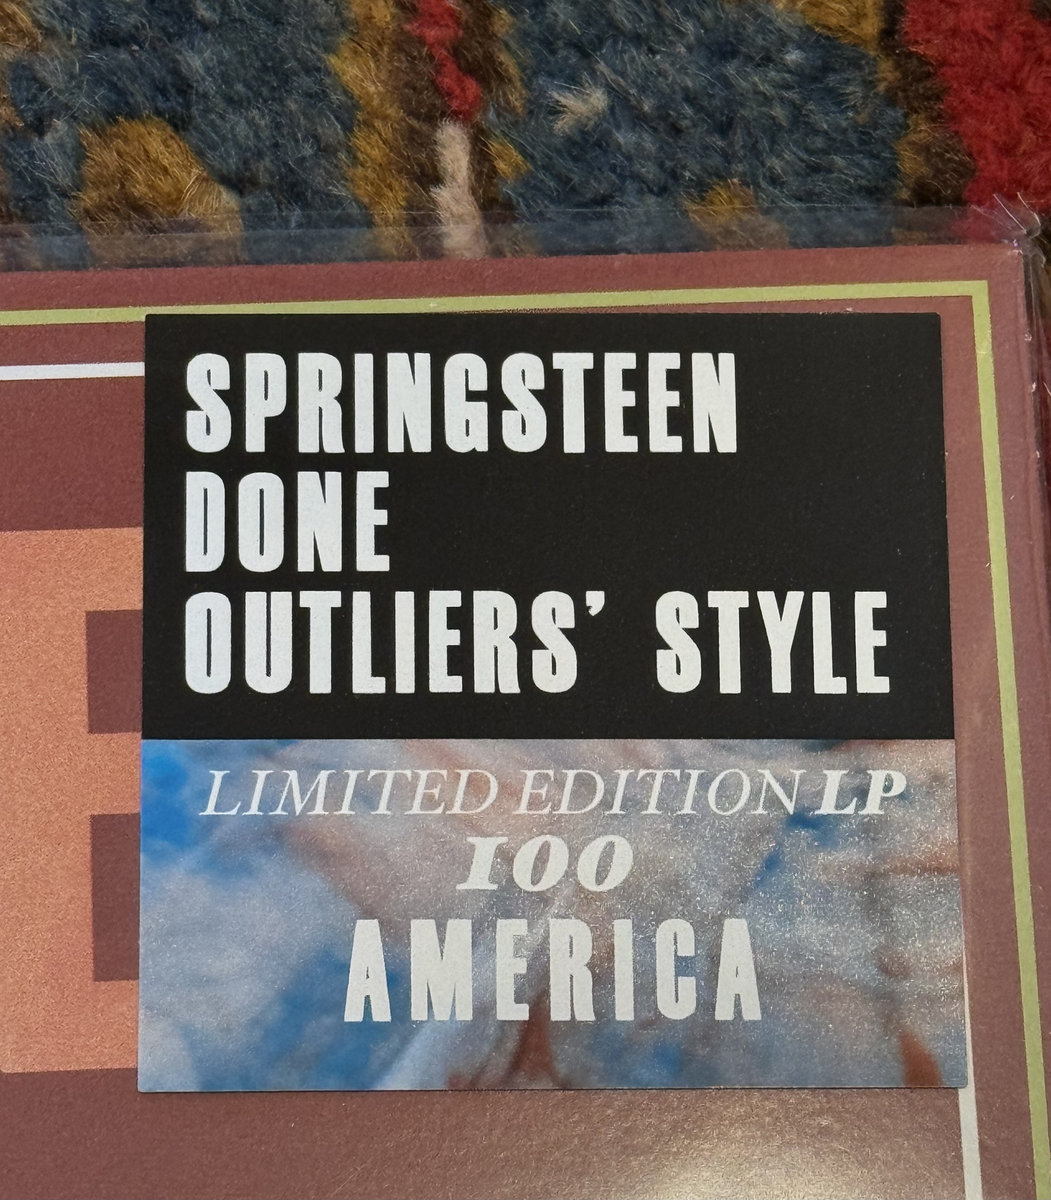 SPRINGSTEEN
DONE
OUTLIERS’ STYLE
LIMITED EDITION LP
100
AMERICA